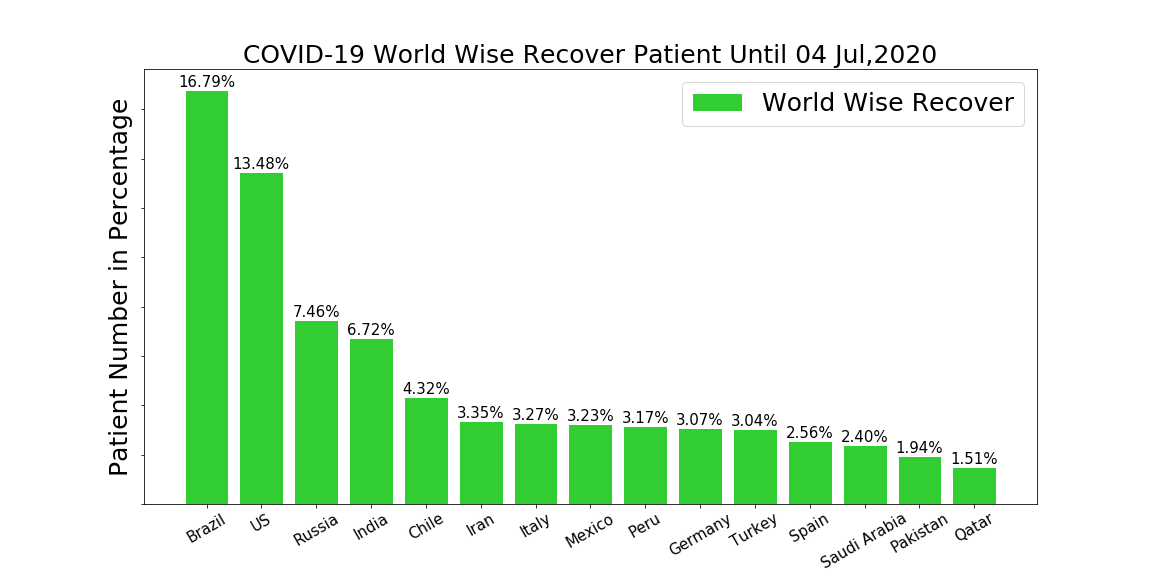 COVID-19 World Wise Recover Patient Until 04 Jul,2020
World Wise Recover
Patient Number in Percentage
16.79%
13.48%
7.46%
6.72%
4.32%
3.35%
3.27%
3.23%
3.17%
3.07%
3.04%
2.56%
2.40%
1.94%
1.51%
Brazil
US
Russia
India
Chile
Iran
Italy
Mexico
Peru
Germany
Turkey
Spain
Saudi Arabia
Pakistan
Qatar